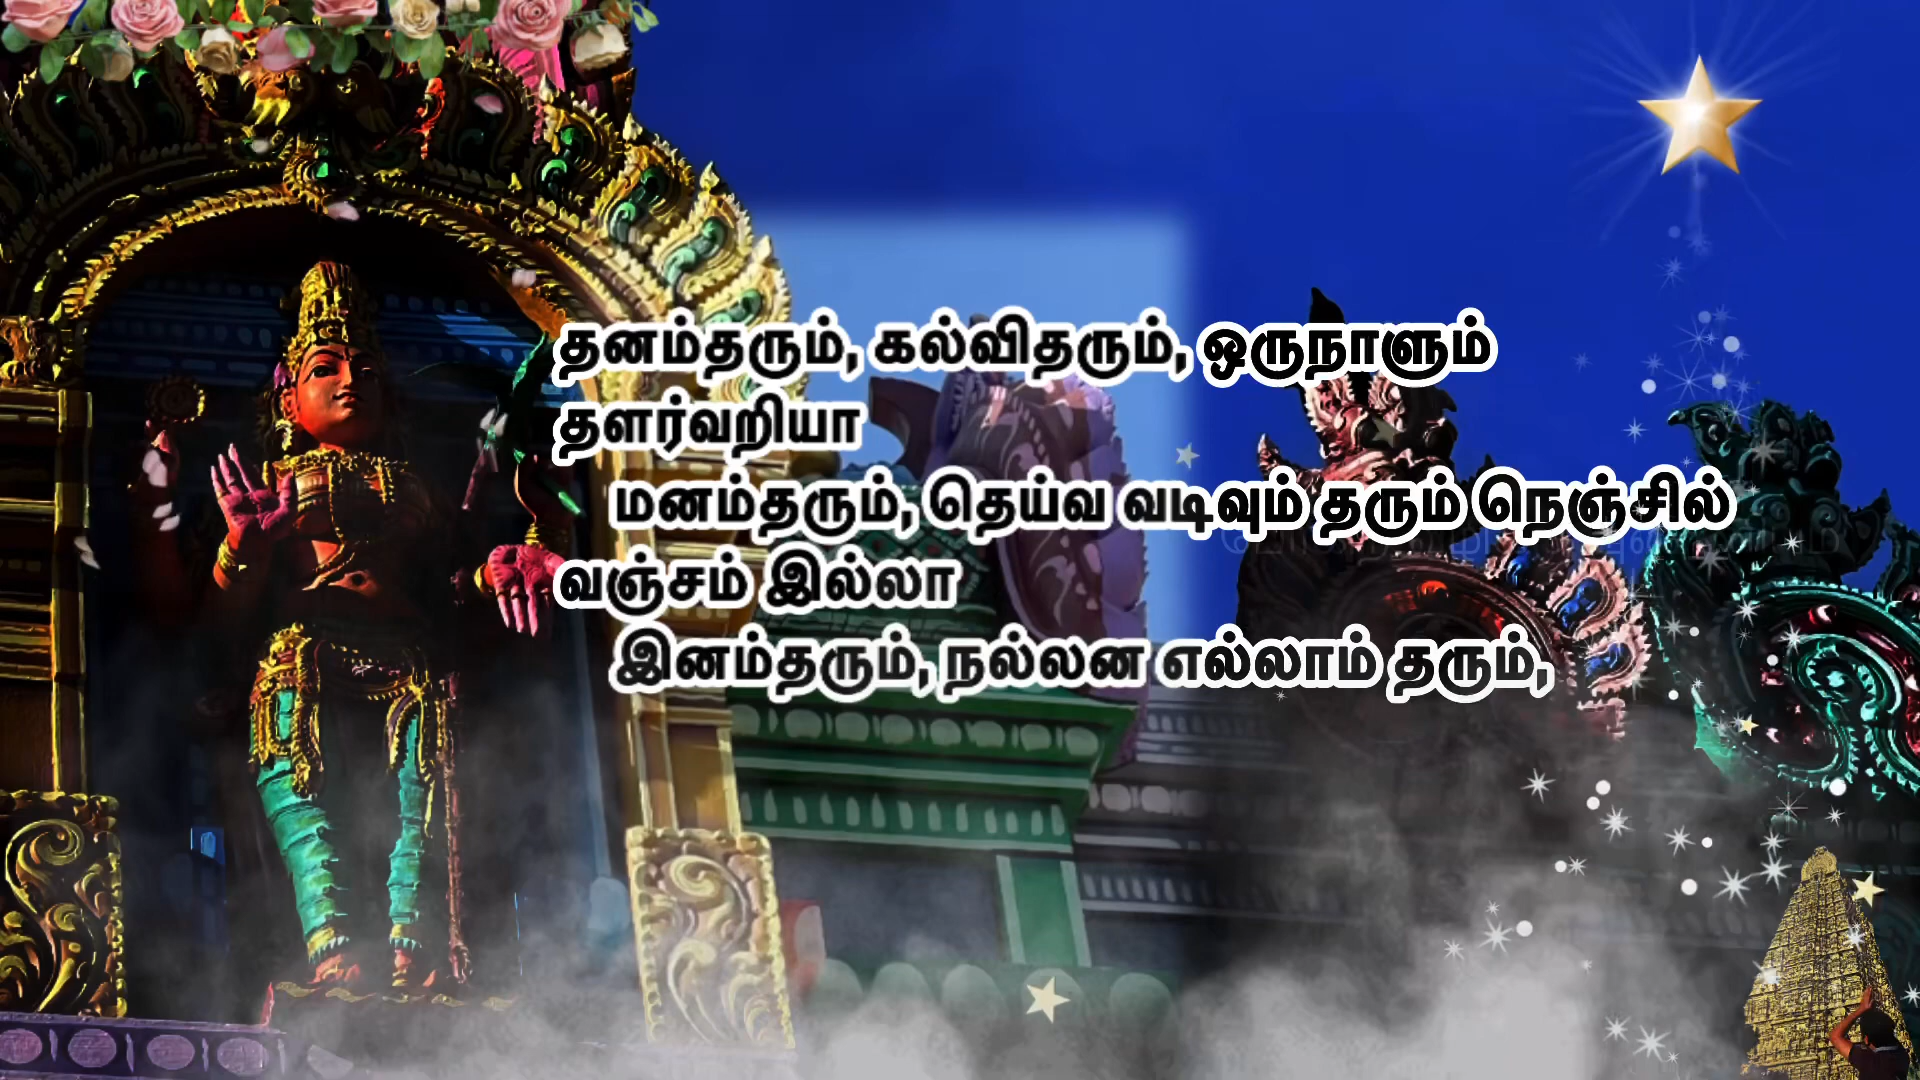 தனம்தரும், கல்விதரும், ஒருநாளும்
தளர்வறியா
மனம்தரும், தெய்வ வடிவும் தரும் நெஞ்சில்
வஞ்சம் இல்லா
இனம்தரும், நல்லன எல்லாம் தரும்,